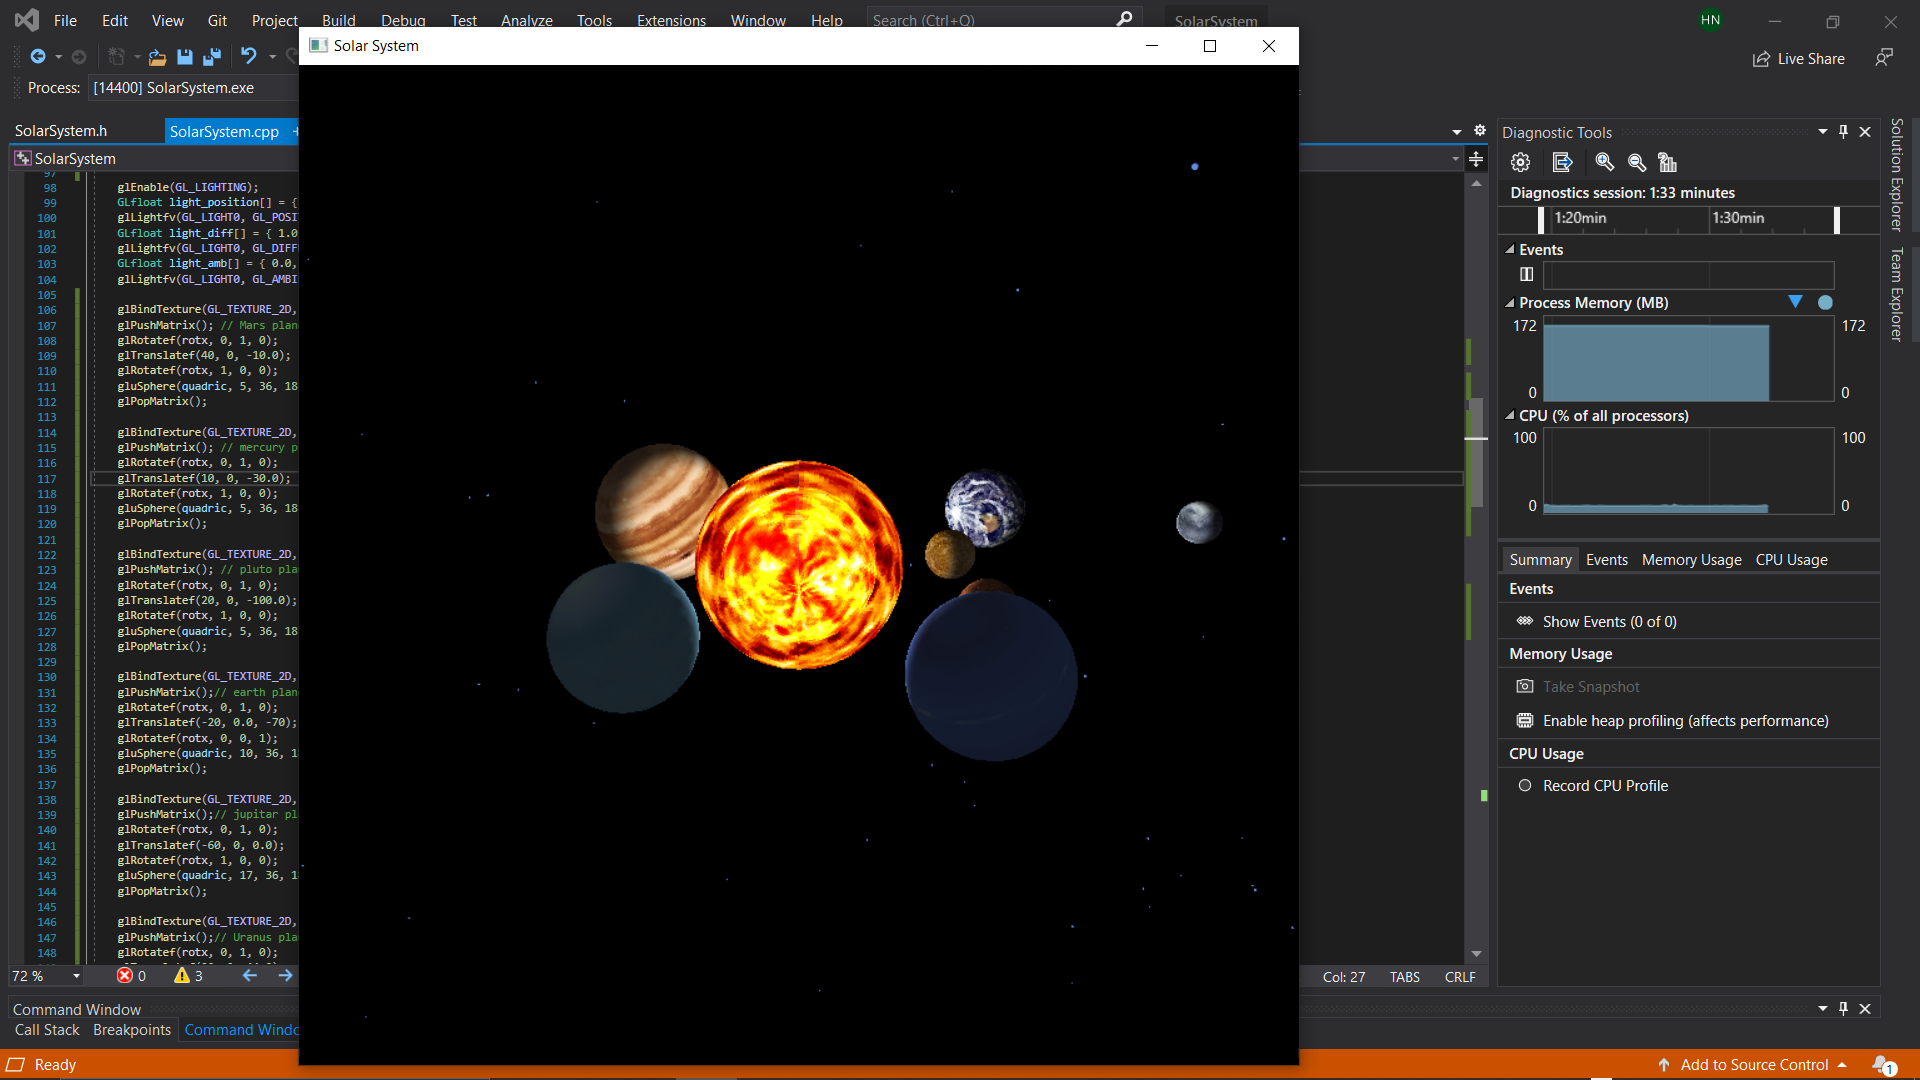 File Edit View Git Project Build Debug Test Analyze Tools Extensions Window Help Search (Ctrl+Q) SolarSystem HN
Solar System
Live Share
Process: [14400] SolarSystem.exe
SolarSystem.h SolarSystem.cpp
SolarSystem
97
98 glEnable(GL_LIGHTING);
99 GLfloat light_position[] = {
100 glLightfv(GL_LIGHT0, GL_POSI
101 GLfloat light_diff[] = { 1.0
102 glLightfv(GL_LIGHT0, GL_DIFF
103 GLfloat light_amb[] = { 0.0,
104 glLightfv(GL_LIGHT0, GL_AMBI
105
106 glBindTexture(GL_TEXTURE_2D,
107 glPushMatrix(); // Mars plan
108 glRotatef(rotx, 0, 1, 0);
109 glTranslatef(40, 0, -10.0);
110 glRotatef(rotx, 1, 0, 0);
111 gluSphere(quadric, 5, 36, 18
112 glPopMatrix();
113
114 glBindTexture(GL_TEXTURE_2D,
115 glPushMatrix(); // mercury p
116 glRotatef(rotx, 0, 1, 0);
117 glTranslatef(10, 0, -30.0);
118 glRotatef(rotx, 1, 0, 0);
119 gluSphere(quadric, 5, 36, 18
120 glPopMatrix();
121
122 glBindTexture(GL_TEXTURE_2D,
123 glPushMatrix(); // pluto pla
124 glRotatef(rotx, 0, 1, 0);
125 glTranslatef(20, 0, -100.0);
126 glRotatef(rotx, 1, 0, 0);
127 gluSphere(quadric, 5, 36, 18
128 glPopMatrix();
129
130 glBindTexture(GL_TEXTURE_2D,
131 glPushMatrix();// earth plan
132 glRotatef(rotx, 0, 1, 0);
133 glTranslatef(-20, 0.0, -70);
134 glRotatef(rotx, 0, 0, 1);
135 gluSphere(quadric, 10, 36, 1
136 glPopMatrix();
137
138 glBindTexture(GL_TEXTURE_2D,
139 glPushMatrix();// jupitar pl
140 glRotatef(rotx, 0, 1, 0);
141 glTranslatef(-60, 0, 0.0);
142 glRotatef(rotx, 1, 0, 0);
143 gluSphere(quadric, 17, 36, 1
144 glPopMatrix();
145
146 glBindTexture(GL_TEXTURE_2D,
147 glPushMatrix();// Uranus pla
148 glRotatef(rotx, 0, 1, 0);
72 % 0 3 Col: 27 TABS CRLF
Diagnostic Tools
Diagnostics session: 1:33 minutes
1:20min 1:30min
Events
Process Memory (MB)
172 172
0 0
CPU (% of all processors)
100 100
0 0
Summary Events Memory Usage CPU Usage
Events
Show Events (0 of 0)
Memory Usage
Take Snapshot
Enable heap profiling (affects performance)
CPU Usage
Record CPU Profile
Solution Explorer
Team Explorer
Command Window
Call Stack Breakpoints Command Windo
Ready Add to Source Control 1